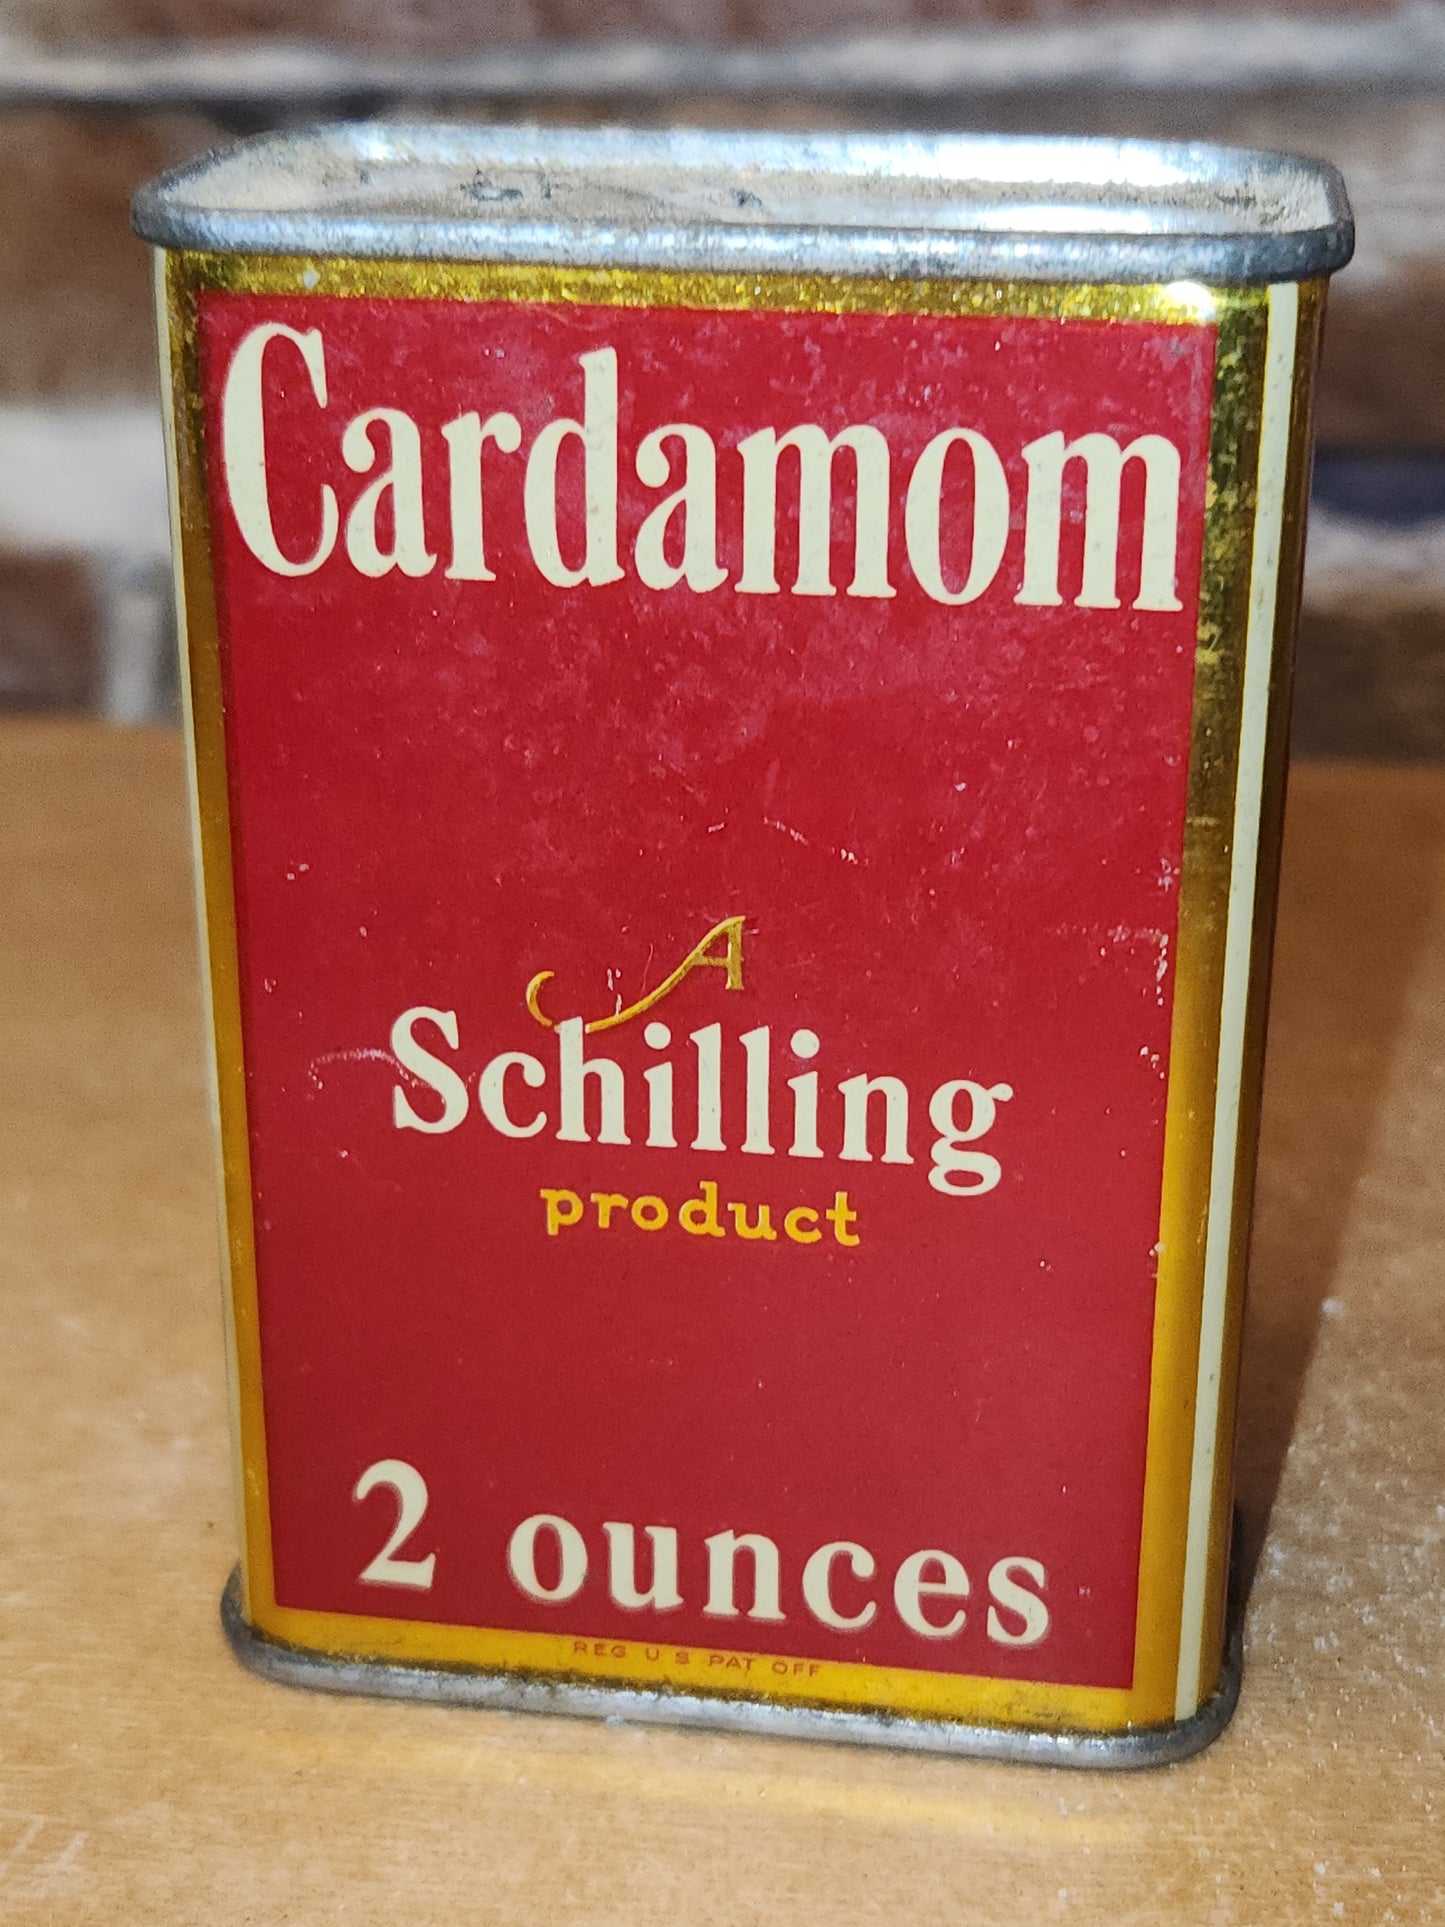 Cardamom
A
Schilling
product
2 ounces
REG U S PAT OFF